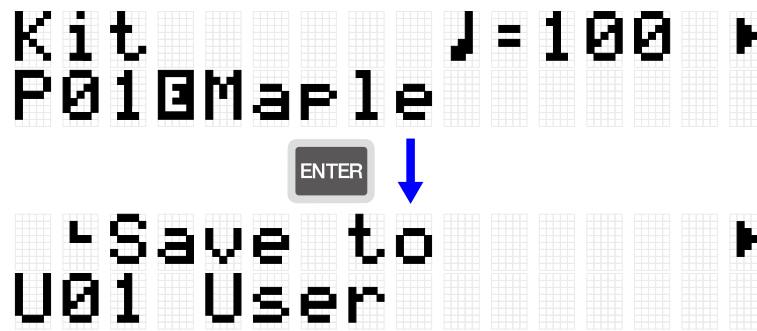 Kit ♩=100
P01EMaple
ENTER
Save to
U01 User